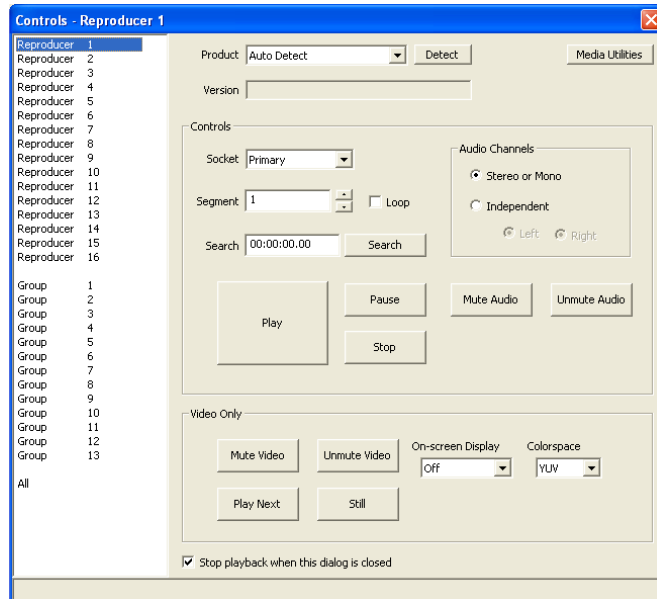 Controls - Reproducer 1
Reproducer 1
Reproducer 2
Reproducer 3
Reproducer 4
Reproducer 5
Reproducer 6
Reproducer 7
Reproducer 8
Reproducer 9
Reproducer 10
Reproducer 11
Reproducer 12
Reproducer 13
Reproducer 14
Reproducer 15
Reproducer 16
Group 1
Group 2
Group 3
Group 4
Group 5
Group 6
Group 7
Group 8
Group 9
Group 10
Group 11
Group 12
Group 13
All
Product Auto Detect Detect Media Utilities
Version
Controls
Socket Primary
Segment 1 Loop
Search 00:00:00.00 Search
Audio Channels
Stereo or Mono
Independent
Left Right
Play
Pause
Stop
Mute Audio Unmute Audio
Video Only
Mute Video Unmute Video
On-screen Display Colorspace
Off YUV
Play Next Still
Stop playback when this dialog is closed